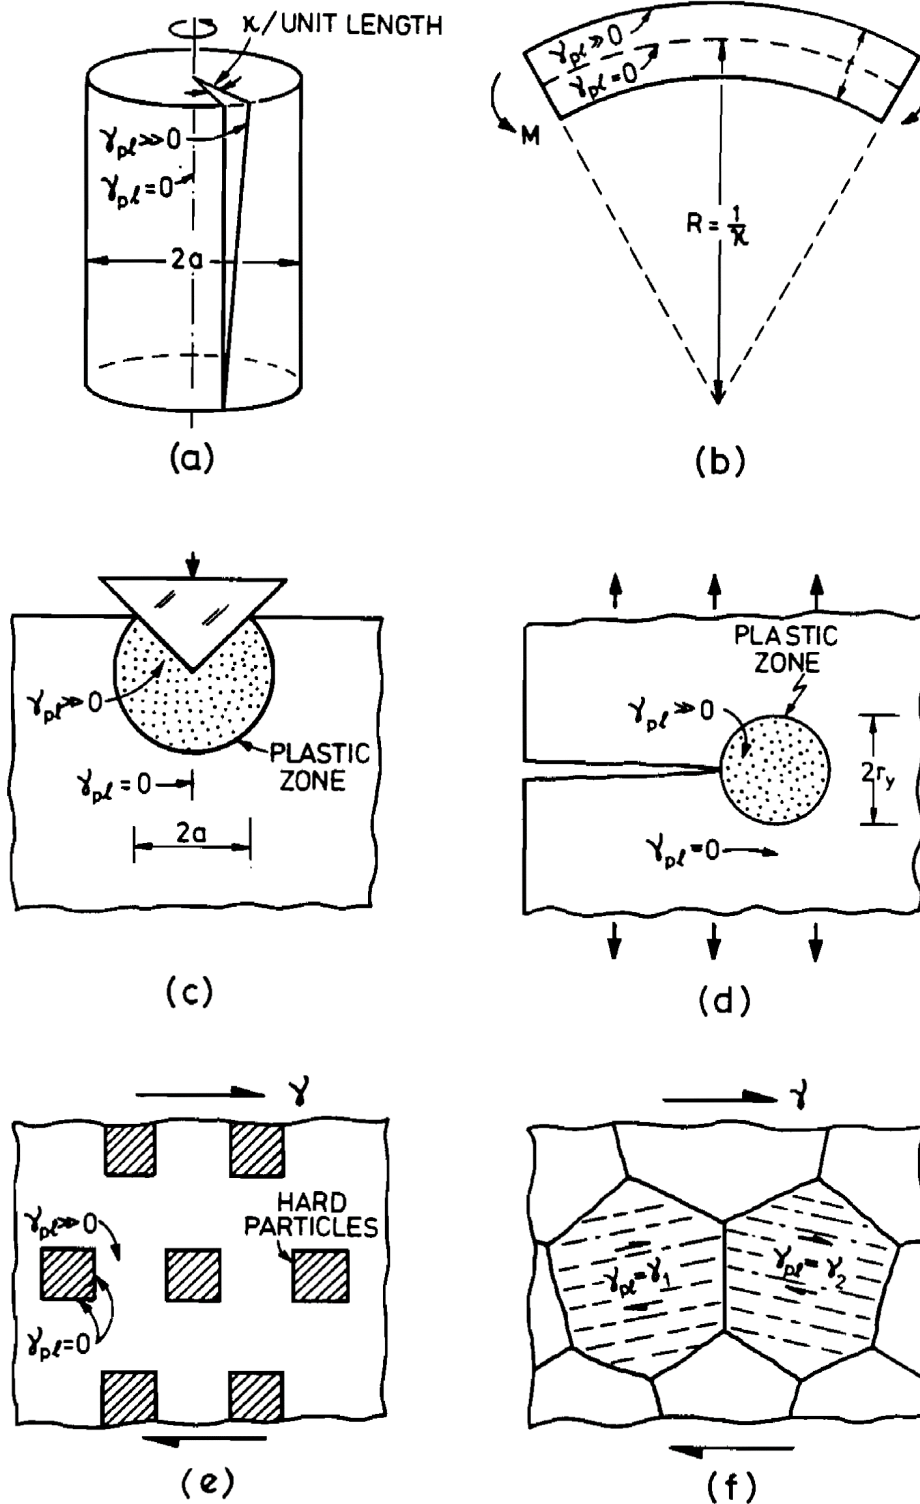 ϰ/UNIT LENGTH
γpl≫0
γpl=0
2a
(a)
γpl≫0
γpl=0
t
M
R=1/ϰ
(b)
γpl≫0
PLASTIC
ZONE
γpl=0
2a
(c)
PLASTIC
ZONE
γpl≫0
2ry
γpl=0
(d)
γ
HARD
PARTICLES
γpl≫0
γpl=0
(e)
γ
γpl=γ1
γpl=γ2
(f)